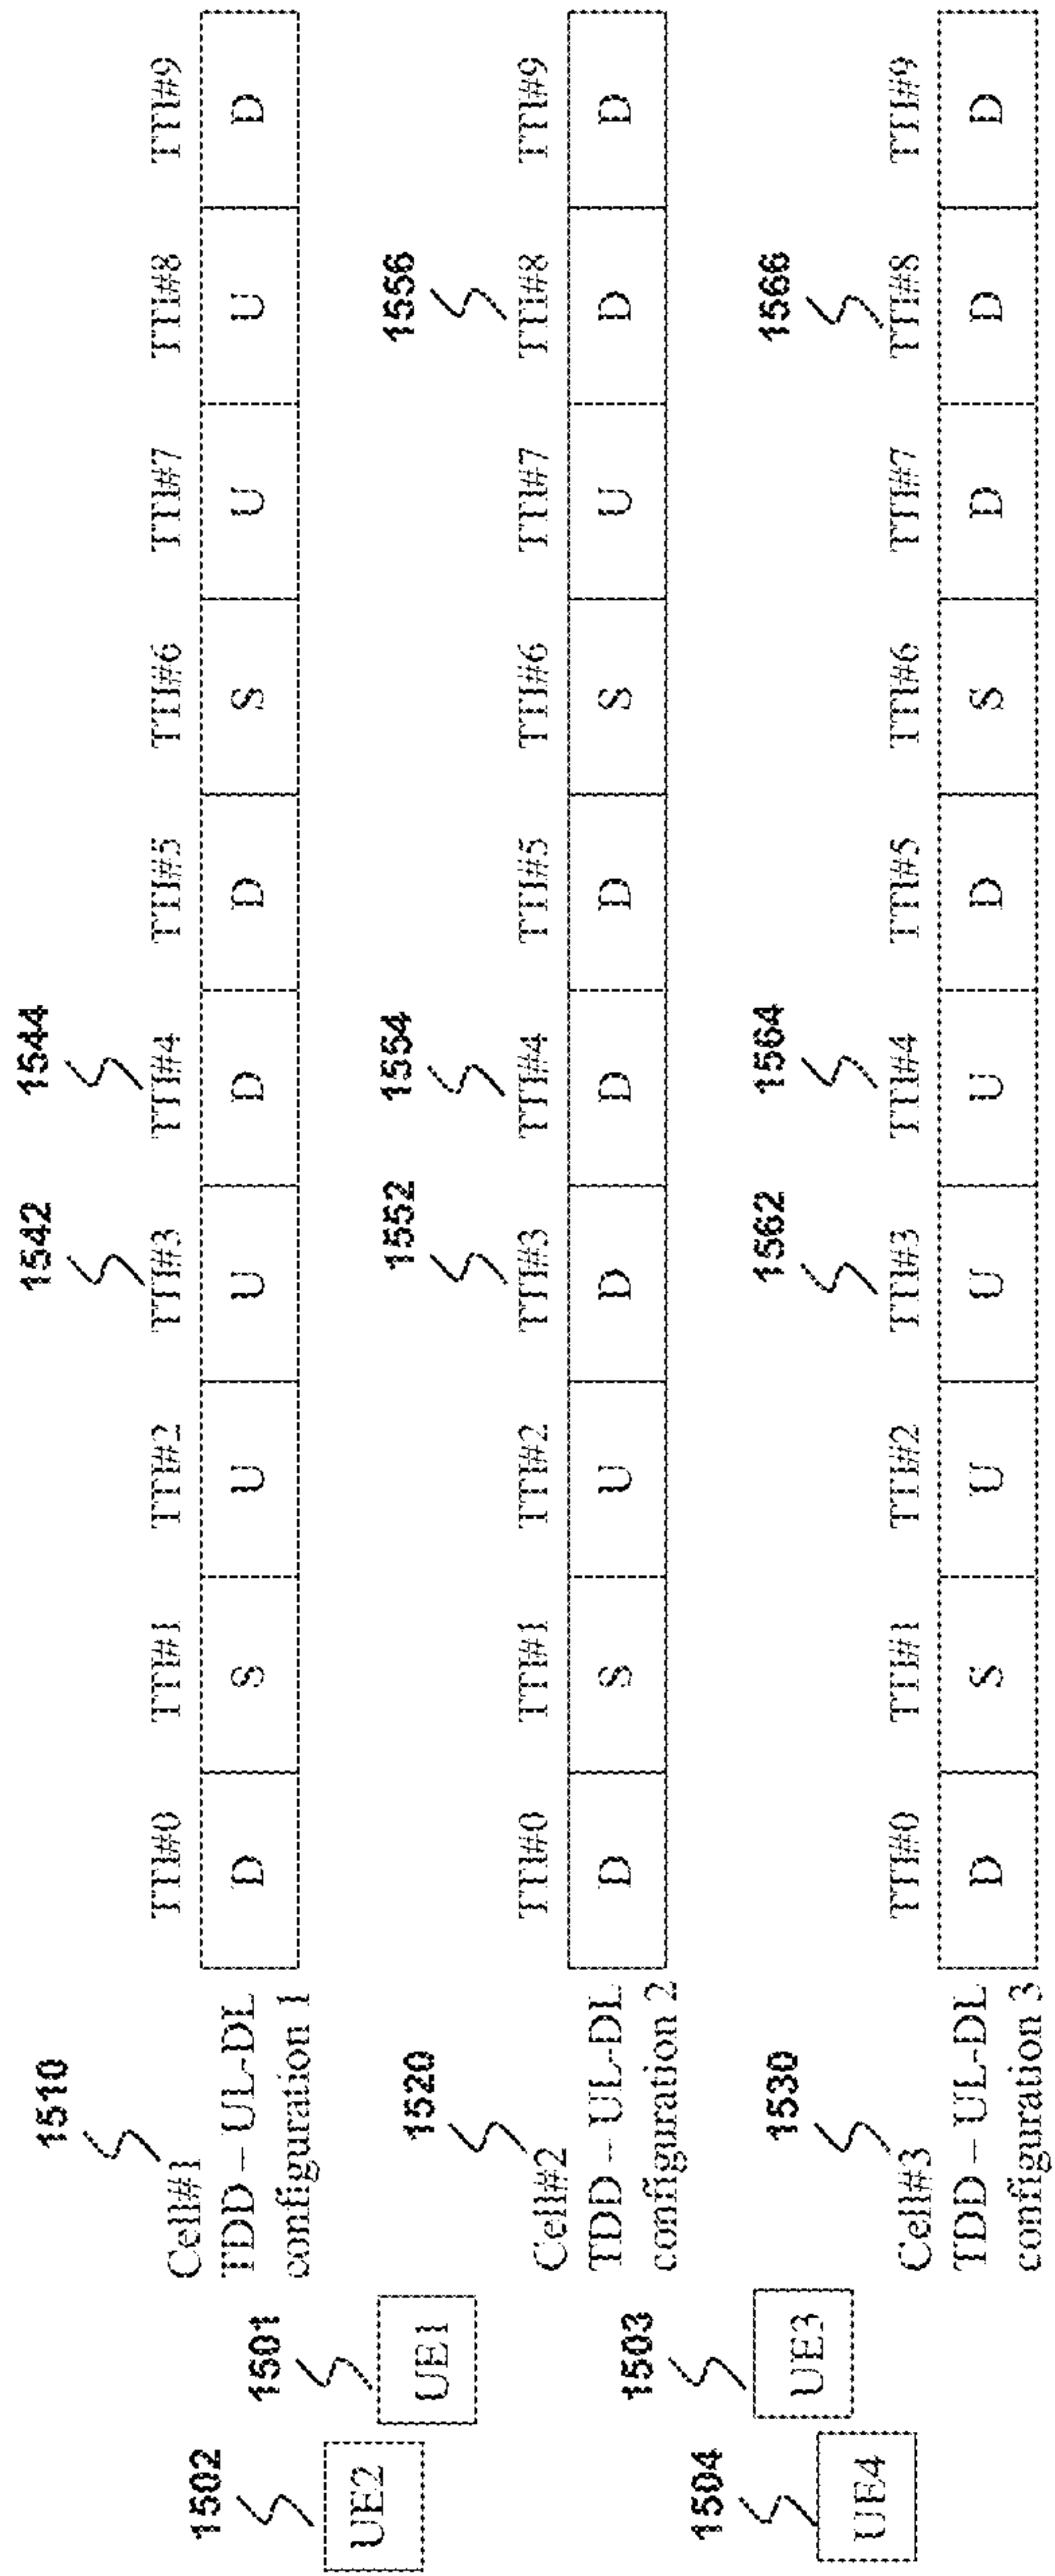 1542
1544
1510
TTI#0 TTI#1 TTI#2 TTI#3 TTI#4 TTI#5 TTI#6 TTI#7 TTI#8 TTI#9
Cell#1
TDD – UL-DL
configuration 1
D S U U D D S U U D
1502
UE2
1501
UE1
1552
1554
1556
1520
TTI#0 TTI#1 TTI#2 TTI#3 TTI#4 TTI#5 TTI#6 TTI#7 TTI#8 TTI#9
Cell#2
TDD – UL-DL
configuration 2
D S U D D D S U D D
1503
UE3
1504
UE4
1562
1564
1566
1530
TTI#0 TTI#1 TTI#2 TTI#3 TTI#4 TTI#5 TTI#6 TTI#7 TTI#8 TTI#9
Cell#3
TDD – UL-DL
configuration 3
D S U U U D S D D D